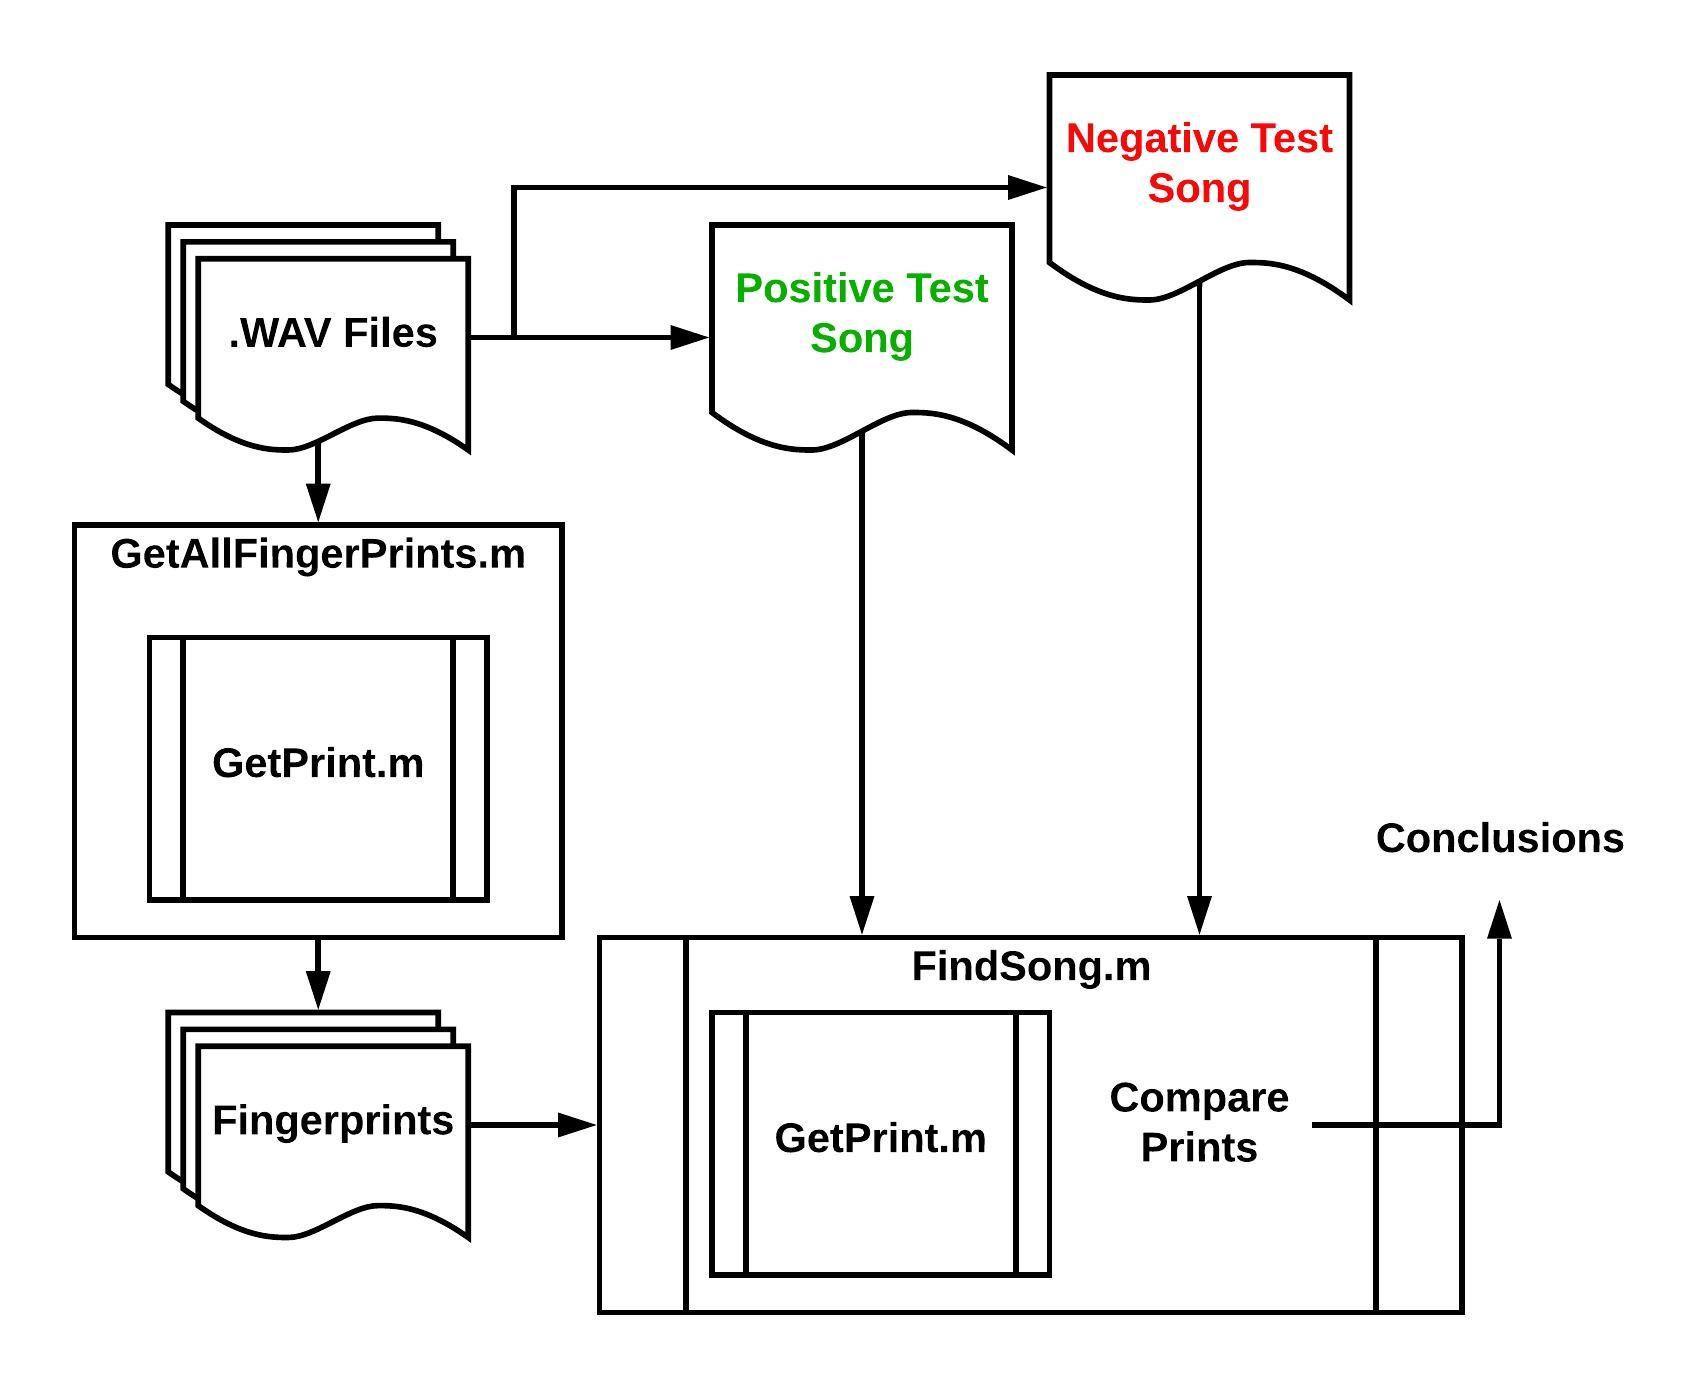 Negative Test
Song
Positive Test
Song
.WAV Files
GetAllFingerPrints.m
GetPrint.m
Conclusions
FindSong.m
Fingerprints
GetPrint.m
Compare
Prints